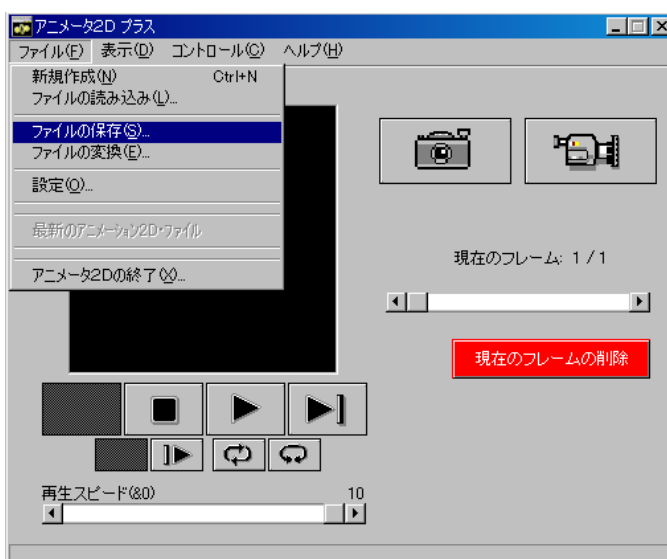 アニメータ2D プラス
ファイル(F) 表示(D) コントロール(C) ヘルプ(H)
新規作成(N) Ctrl+N
ファイルの読み込み(L)...
ファイルの保存(S)...
ファイルの変換(E)...
設定(O)...
最新のアニメーション2D・ファイル
アニメータ2Dの終了(X)...
現在のフレーム: 1 / 1
現在のフレームの削除
再生スピード(&0) 10